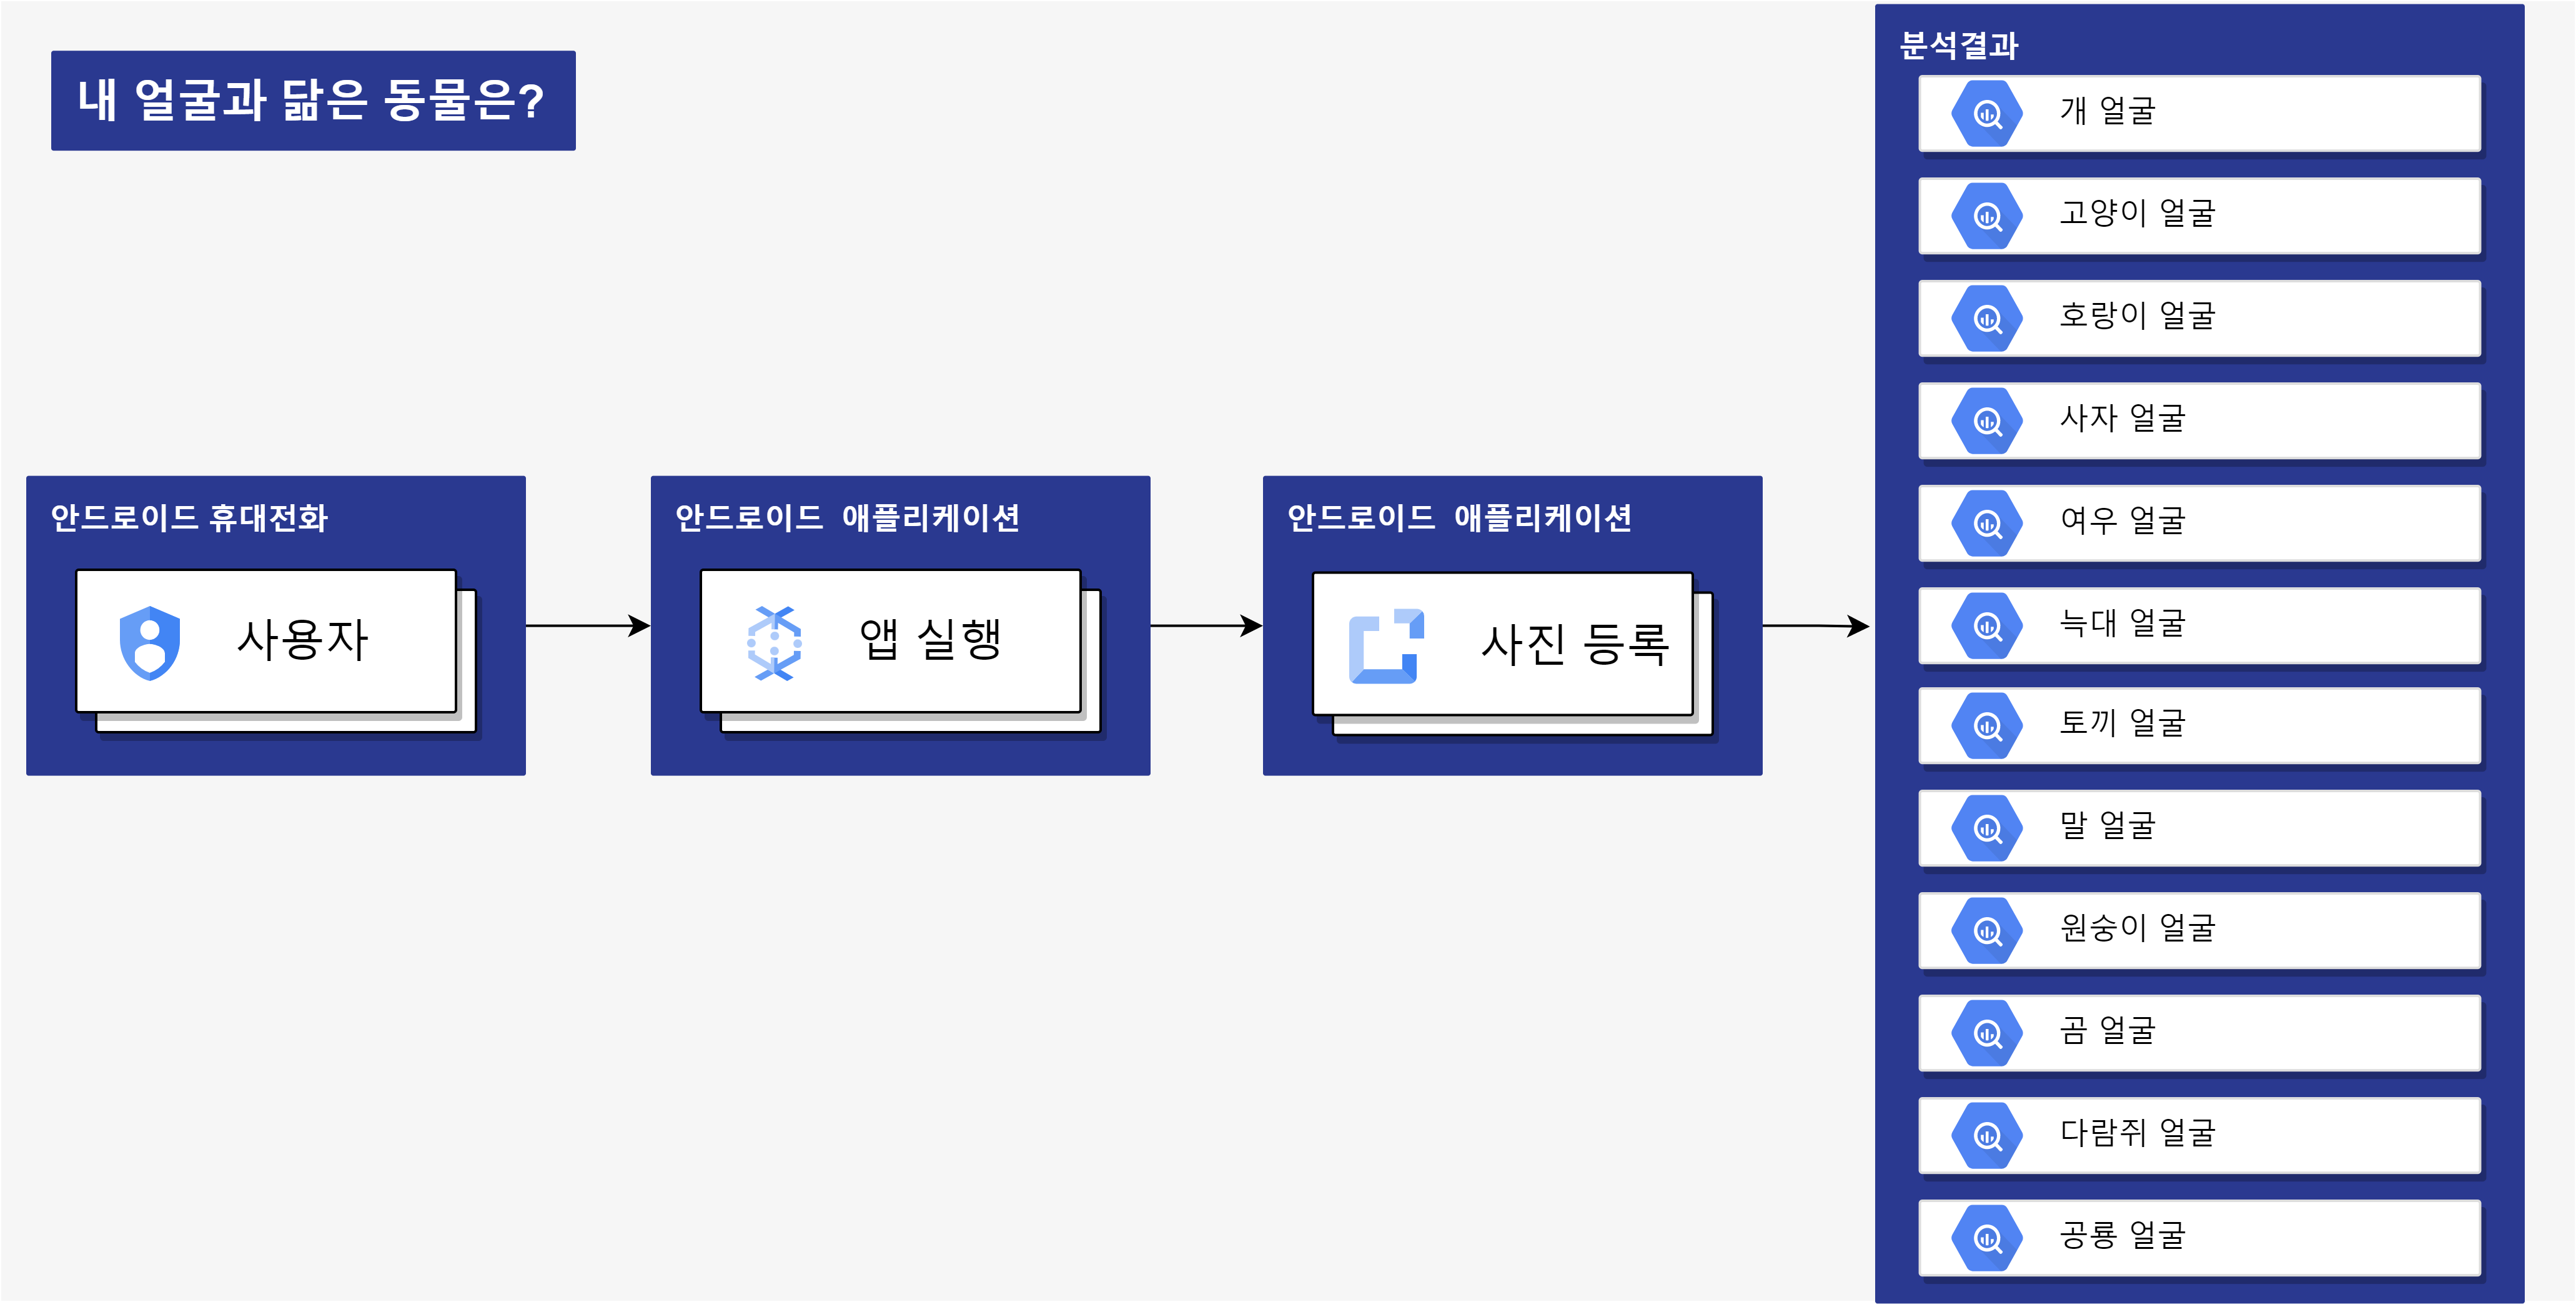 내 얼굴과 닮은 동물은?
안드로이드 휴대전화
사용자
안드로이드 애플리케이션
앱 실행
안드로이드 애플리케이션
사진 등록
분석결과
개 얼굴
고양이 얼굴
호랑이 얼굴
사자 얼굴
여우 얼굴
늑대 얼굴
토끼 얼굴
말 얼굴
원숭이 얼굴
곰 얼굴
다람쥐 얼굴
공룡 얼굴